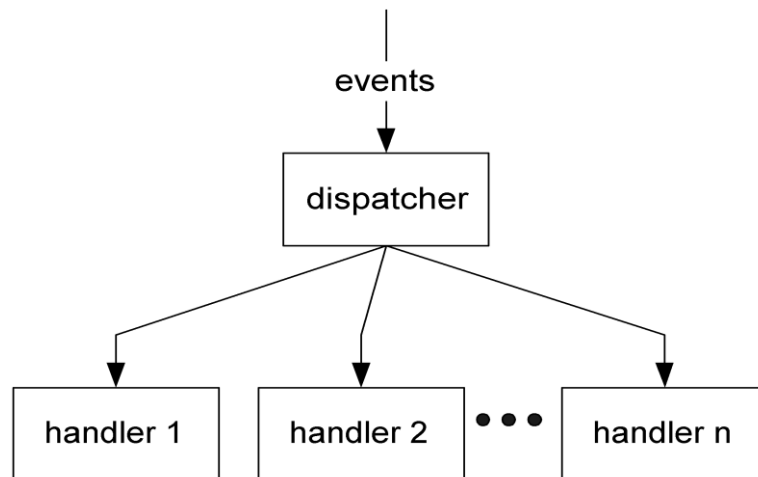 events
dispatcher
handler 1
handler 2
handler n